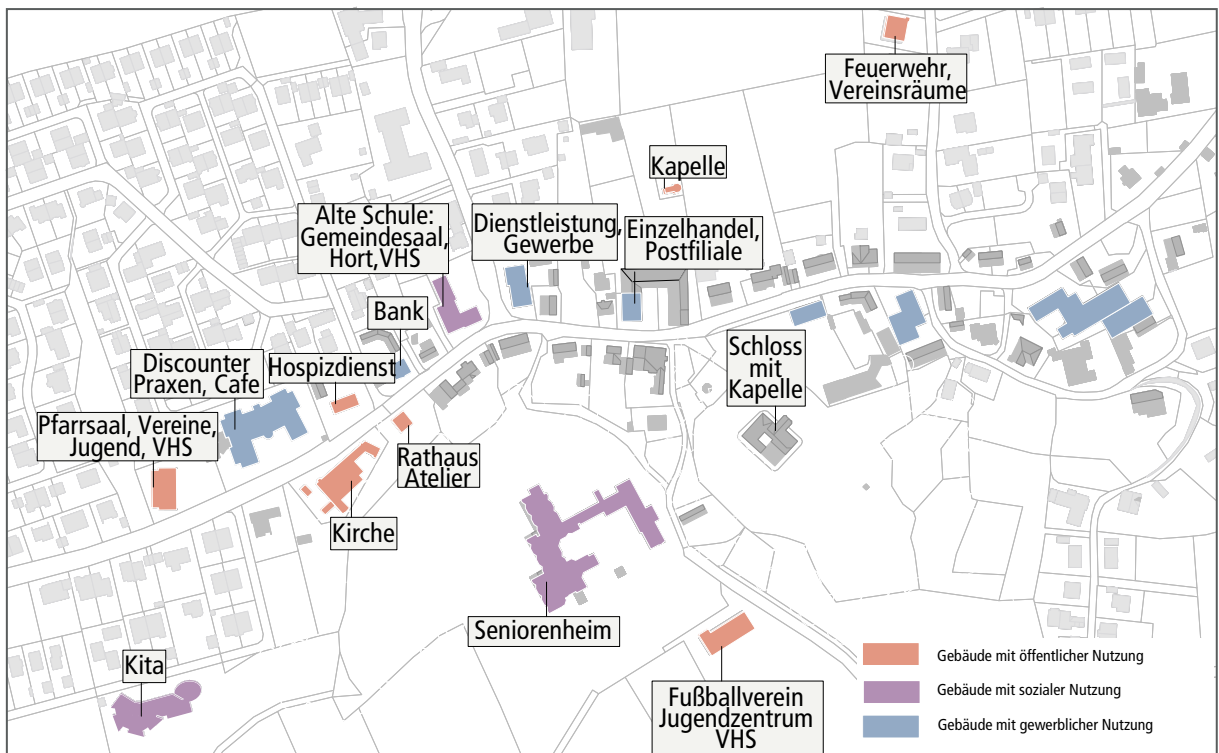 Feuerwehr,
Vereinsräume
Kapelle
Alte Schule:
Gemeindesaal,
Hort,VHS
Dienstleistung,
Gewerbe
Einzelhandel,
Postfiliale
Bank
Discounter
Praxen, Cafe
Hospizdienst
Schloss
mit
Kapelle
Pfarrsaal, Vereine,
Jugend, VHS
Rathaus
Atelier
Kirche
Seniorenheim
Kita
Fußballverein
Jugendzentrum
VHS
Gebäude mit öffentlicher Nutzung
Gebäude mit sozialer Nutzung
Gebäude mit gewerblicher Nutzung